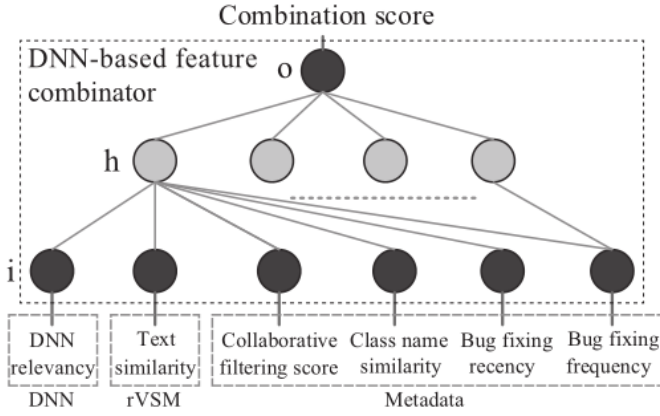 Combination score
DNN-based feature
combinator
o
h
i
DNN
relevancy
Text
similarity
Collaborative
filtering score
Class name
similarity
Bug fixing
recency
Bug fixing
frequency
DNN
rVSM
Metadata